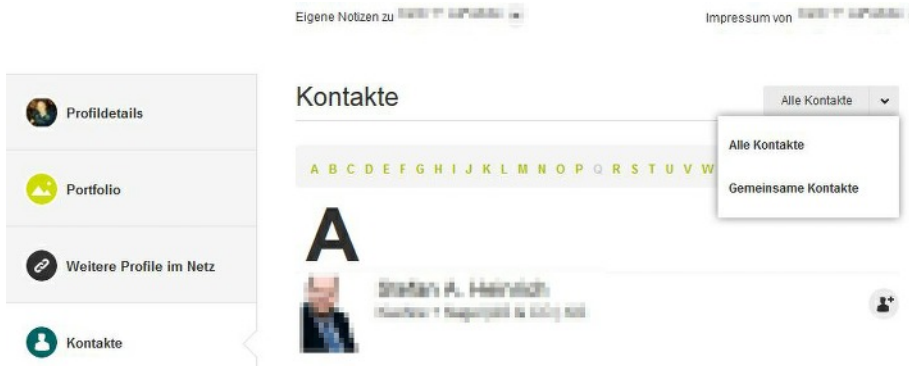 Eigene Notizen zu
Impressum von
Kontakte
Alle Kontakte
Alle Kontakte
Gemeinsame Kontakte
A B C D E F G H I J K L M N O P Q R S T U V W
A
Profildetails
Portfolio
Weitere Profile im Netz
Kontakte